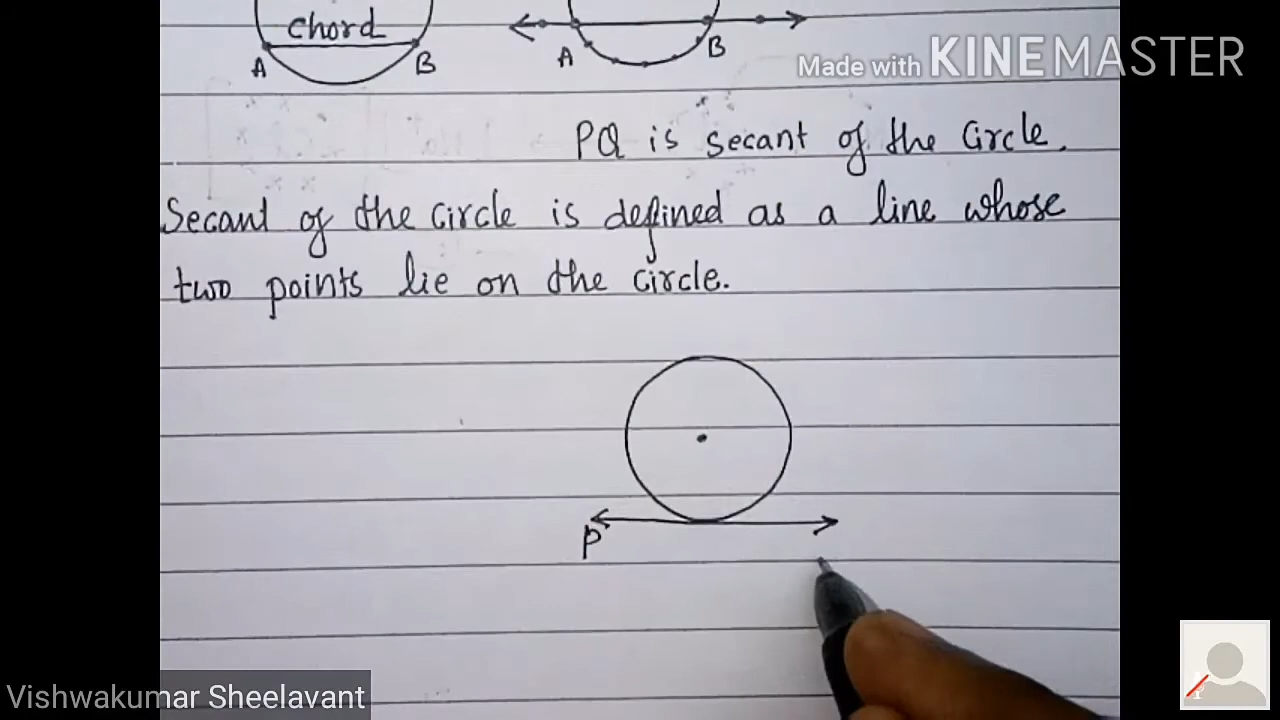 chord
A B
A B
Made with KINEMASTER
PQ is secant of the Circle.
Secant of the circle is defined as a line whose
two points lie on the circle.
P
Vishwakumar Sheelavant